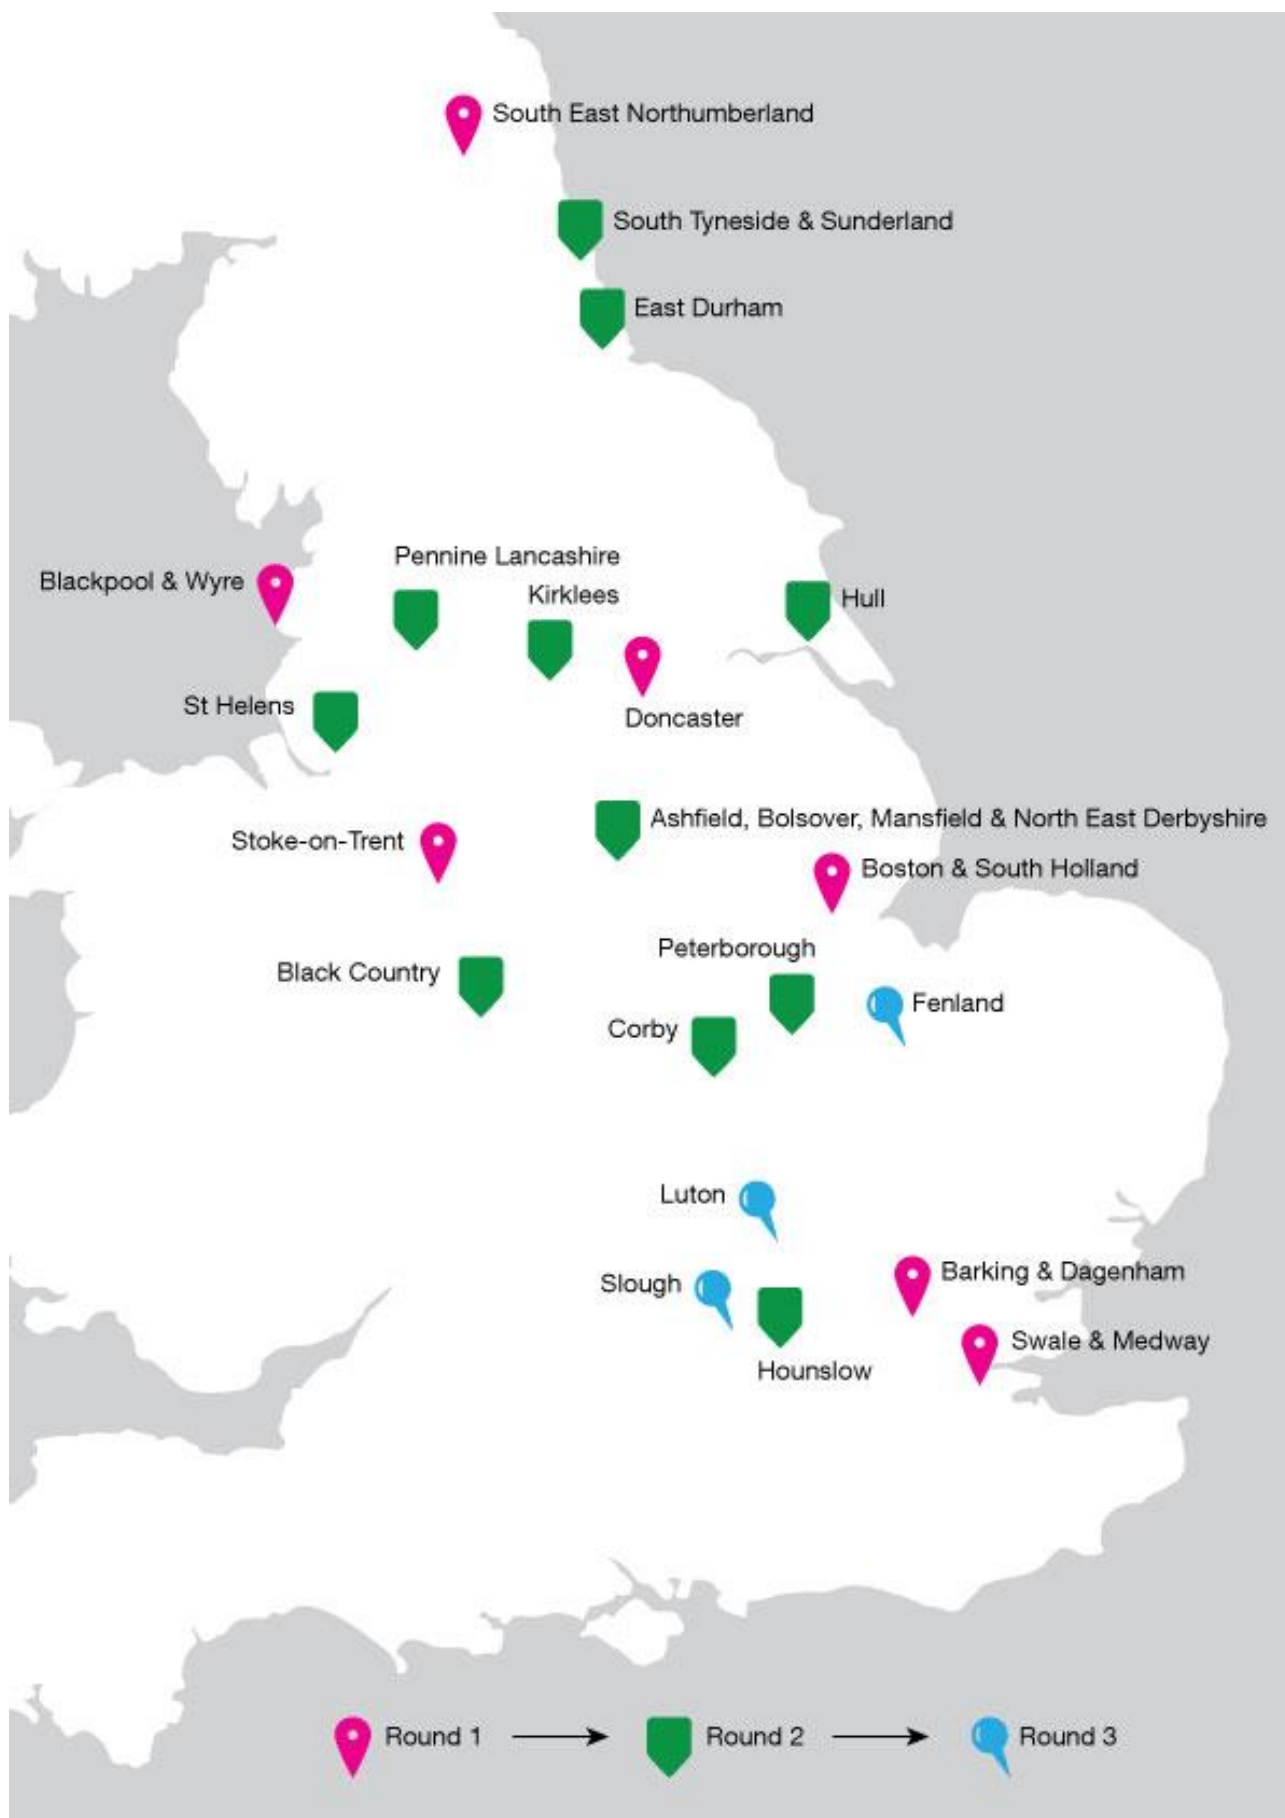 South East Northumberland
South Tyneside & Sunderland
East Durham
Pennine Lancashire
Blackpool & Wyre
Kirklees
Hull
St Helens
Doncaster
Ashfield, Bolsover, Mansfield & North East Derbyshire
Stoke-on-Trent
Boston & South Holland
Peterborough
Black Country
Fenland
Corby
Luton
Barking & Dagenham
Slough
Swale & Medway
Hounslow
Round 1
Round 2
Round 3